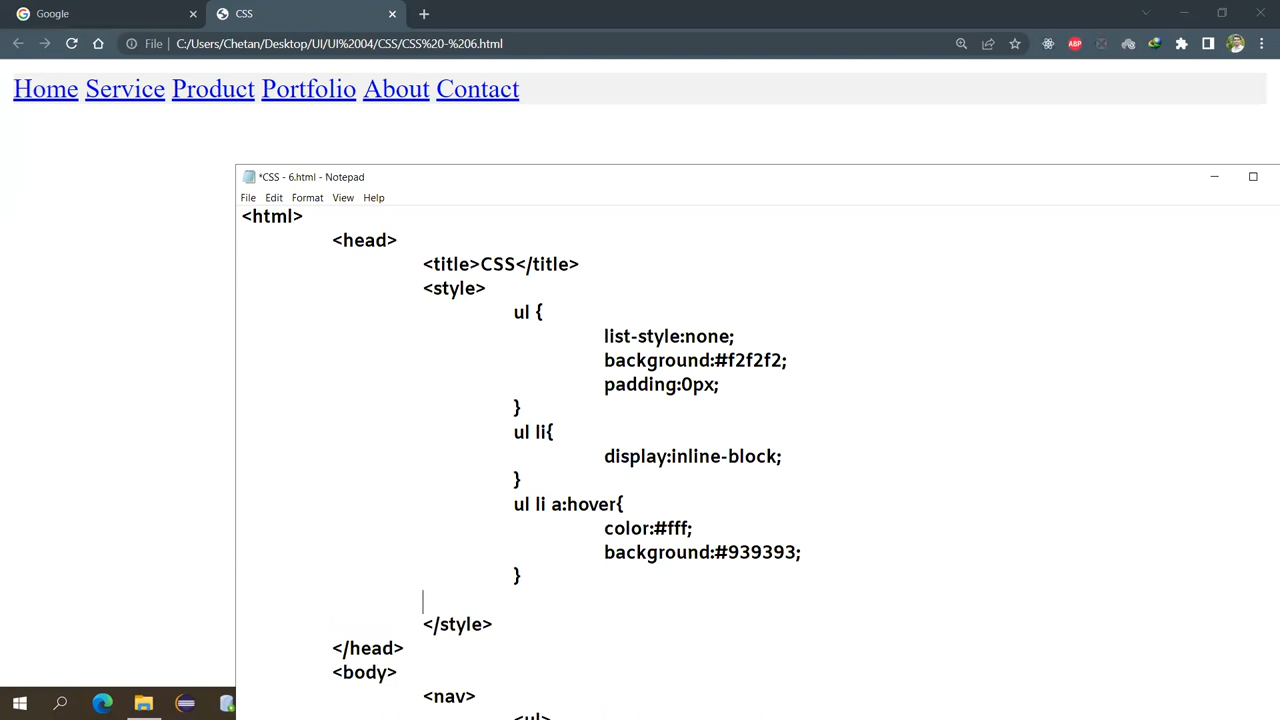 Google
CSS
File
C:/Users/Chetan/Desktop/UI/UI%2004/CSS/CSS%20-%206.html
ABP
Home Service Product Portfolio About Contact
*CSS - 6.html - Notepad
File Edit Format View Help
<html>
<head>
<title>CSS</title>
<style>
ul {
list-style:none;
background:#f2f2f2;
padding:0px;
}
ul li{
display:inline-block;
}
ul li a:hover{
color:#fff;
background:#939393;
}
</style>
</head>
<body>
<nav>
<ul>